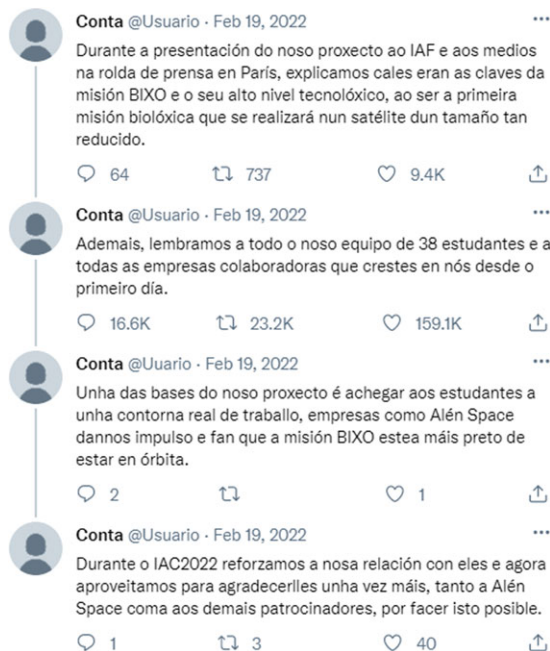 Conta @Usuario · Feb 19, 2022
Durante a presentación do noso proxecto ao IAF e aos medios
na rolda de prensa en París, explicamos cales eran as claves da
misión BIXO e o seu alto nivel tecnolóxico, ao ser a primeira
misión biolóxica que se realizará nun satélite dun tamaño tan
reducido.
64 737 9.4K
Conta @Usuario · Feb 19, 2022
Ademais, lembramos a todo o noso equipo de 38 estudantes e a
todas as empresas colaboradoras que crestes en nós desde o
primeiro día.
16.6K 23.2K 159.1K
Conta @Uuario · Feb 19, 2022
Unha das bases do noso proxecto é achegar aos estudantes a
unha contorna real de traballo, empresas como Alén Space
dannos impulso e fan que a misión BIXO estea máis preto de
estar en órbita.
2 1
Conta @Usuario · Feb 19, 2022
Durante o IAC2022 reforzamos a nosa relación con eles e agora
aproveitamos para agradecerlles unha vez máis, tanto a Alén
Space coma aos demais patrocinadores, por facer isto posible.
1 3 40